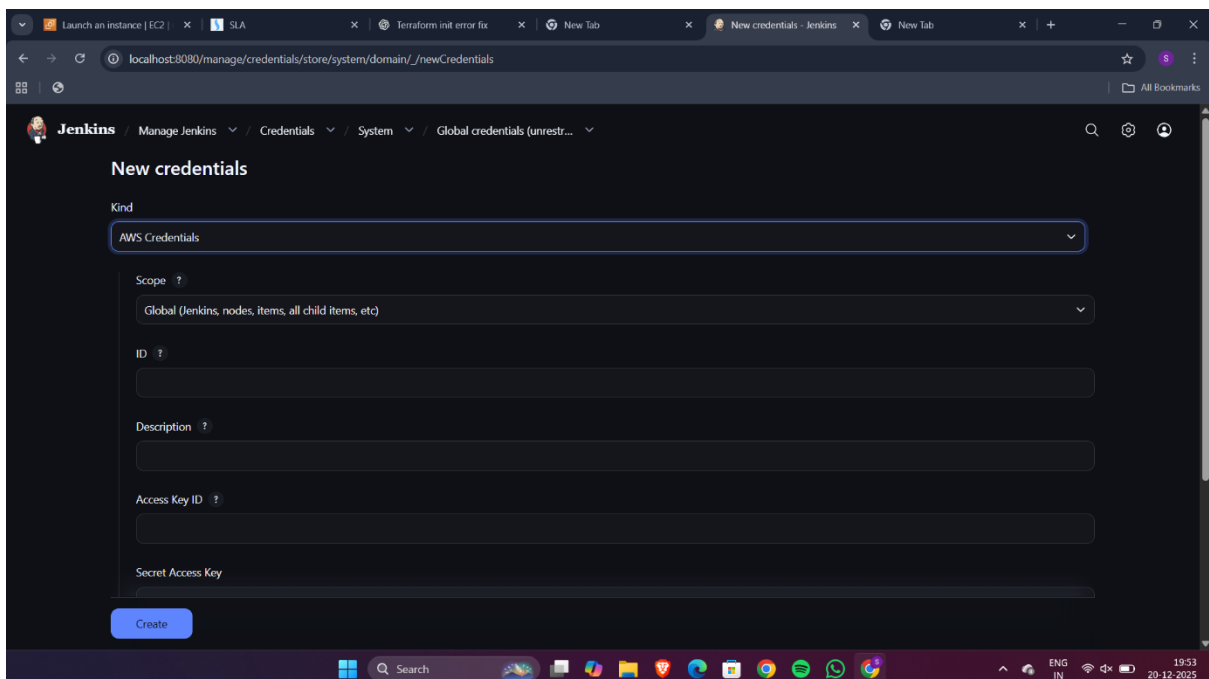 Launch an instance | EC2 |
SLA
Terraform init error fix
New Tab
New credentials - Jenkins
New Tab
localhost:8080/manage/credentials/store/system/domain/_/newCredentials
S
All Bookmarks
Jenkins / Manage Jenkins / Credentials / System / Global credentials (unrestr...
New credentials
Kind
AWS Credentials
Scope ?
Global (Jenkins, nodes, items, all child items, etc)
ID ?
Description ?
Access Key ID ?
Secret Access Key
Create
Search
ENG
IN
19:53
20-12-2025